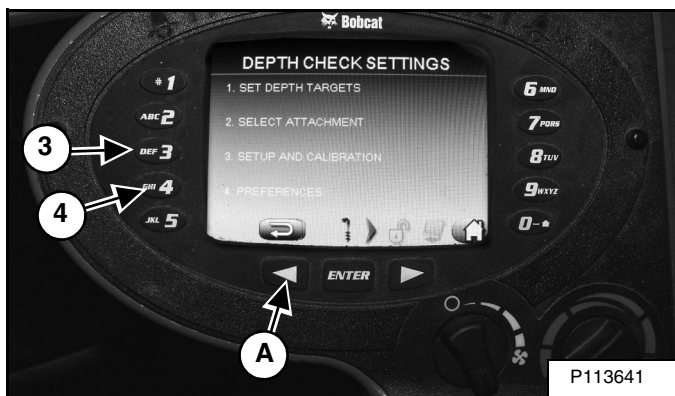 Bobcat
DEPTH CHECK SETTINGS
# 1
1. SET DEPTH TARGETS
6 MNO
ABC 2
2. SELECT ATTACHMENT
7 PQRS
3
DEF 3
3. SETUP AND CALIBRATION
8 TUV
4
GHI 4
4. PREFERENCES
9 WXYZ
JKL 5
0
ENTER
A
P113641